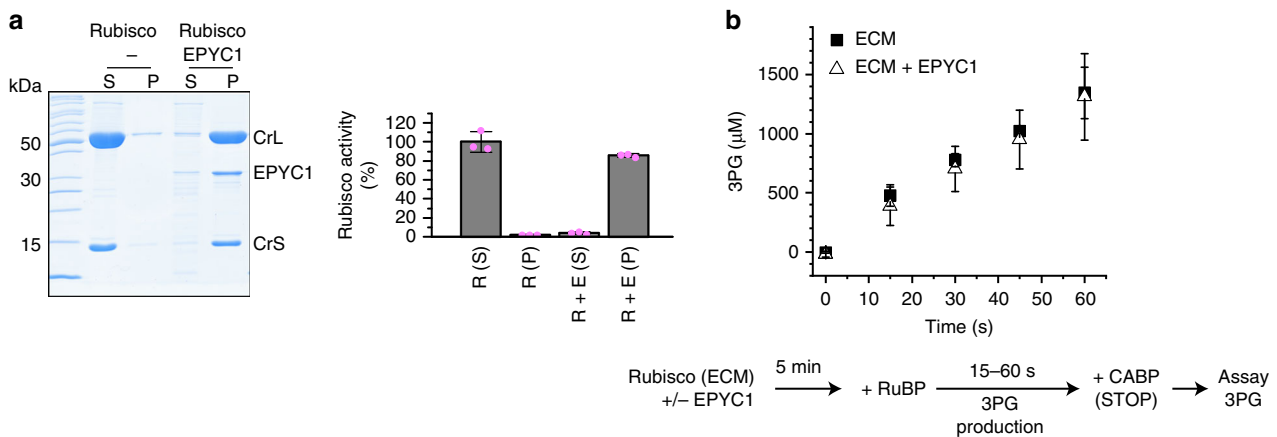 a
Rubisco Rubisco
– EPYC1
S P S P
kDa
50
30
15
CrL
EPYC1
CrS
Rubisco activity
(%)
120
100
80
60
40
20
0
R (S)
R (P)
R + E (S)
R + E (P)
b
ECM
ECM + EPYC1
3PG (μM)
1500
1000
500
0
0 10 20 30 40 50 60
Time (s)
Rubisco (ECM)
+/– EPYC1
5 min
+ RuBP
15–60 s
3PG
production
+ CABP
(STOP)
Assay
3PG